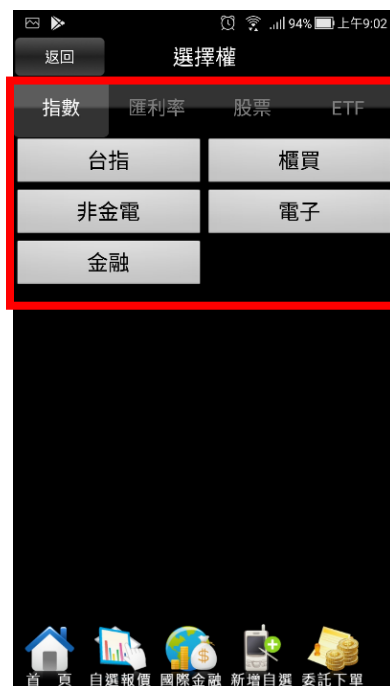 94% 上午9:02
返回 選擇權
指數 匯利率 股票 ETF
台指 櫃買
非金電 電子
金融
首 頁 自選報價 國際金融 新增自選 委託下單